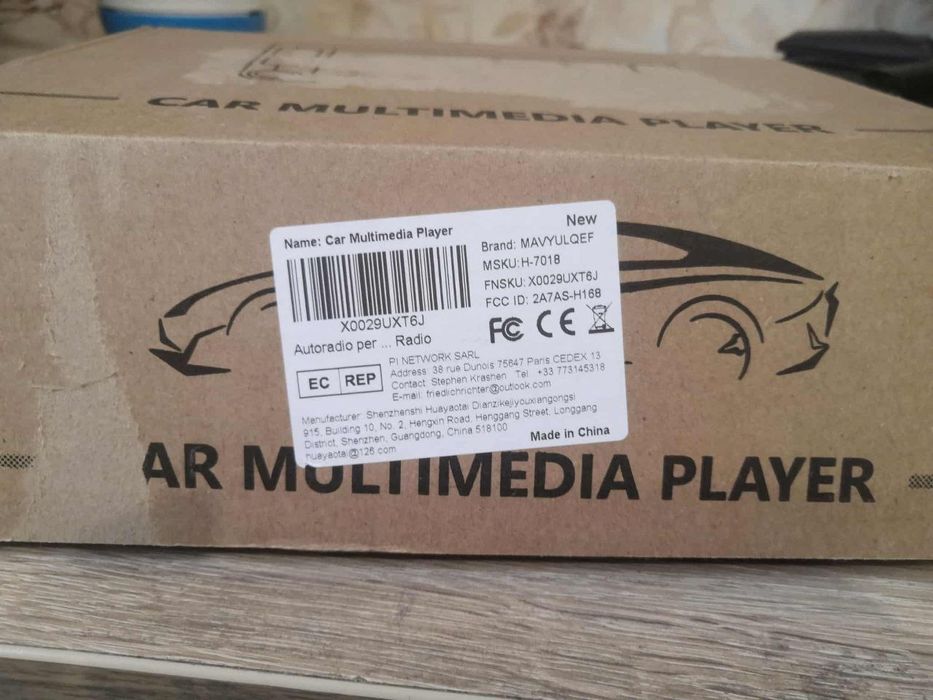 CAR MULTIMEDIA PLAYER
Name: Car Multimedia Player
New
Brand: MAVYULQEF
MSKU: H-7018
FNSKU: X0029UXT6J
FCC ID: 2A7AS-H168
X0029UXT6J
Autoradio per ... Radio
FC CE
EC REP
PI NETWORK SARL
Address: 38 rue Dunois 75647 Paris CEDEX 13
Contact: Stephen Krashen Tel: +33 773145318
E-mail: friedlichrichter@outlook.com
Manufacturer: Shenzhenshi Huayaotai Dianzikejiyouxiangongsi
915, Building 10, No. 2, Hengxin Road, Henggang Street, Longgang
District, Shenzhen, Guangdong, China 518100
huayaotai@126.com
Made in China
AR MULTIMEDIA PLAYER